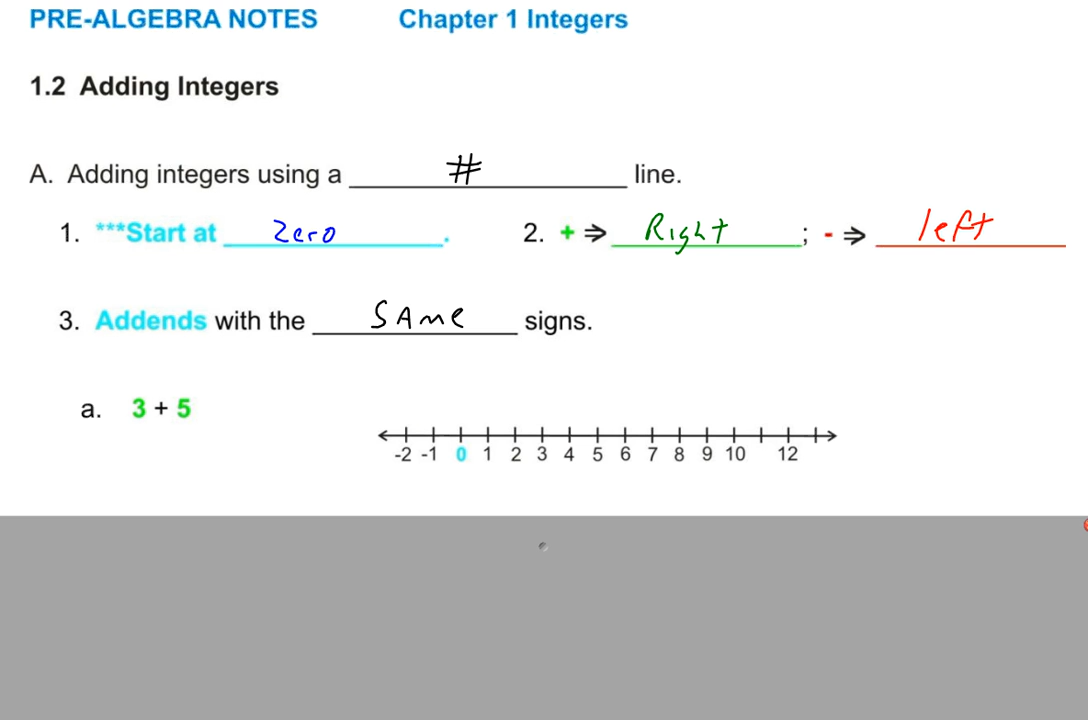 PRE-ALGEBRA NOTES Chapter 1 Integers
1.2 Adding Integers
A. Adding integers using a # line.
1. ***Start at zero. 2. + ⇒ Right ; - ⇒ left
3. Addends with the SAme signs.
a. 3 + 5
-2 -1 0 1 2 3 4 5 6 7 8 9 10 12